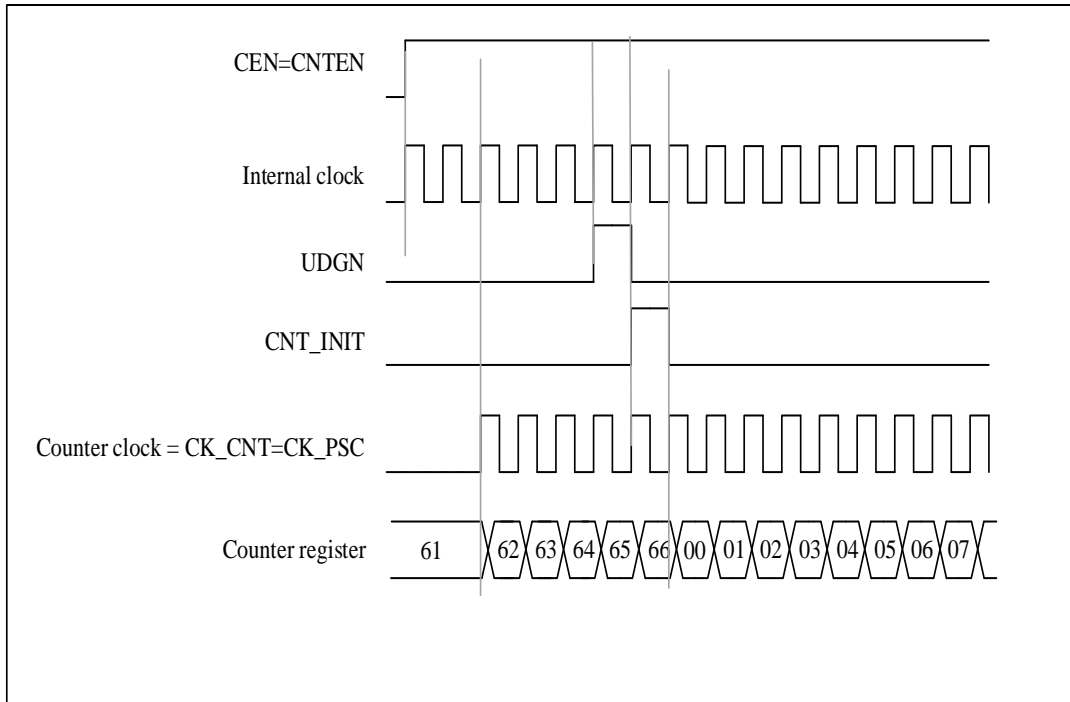 CEN=CNTEN
Internal clock
UDGN
CNT_INIT
Counter clock = CK_CNT=CK_PSC
Counter register 61 62 63 64 65 66 00 01 02 03 04 05 06 07